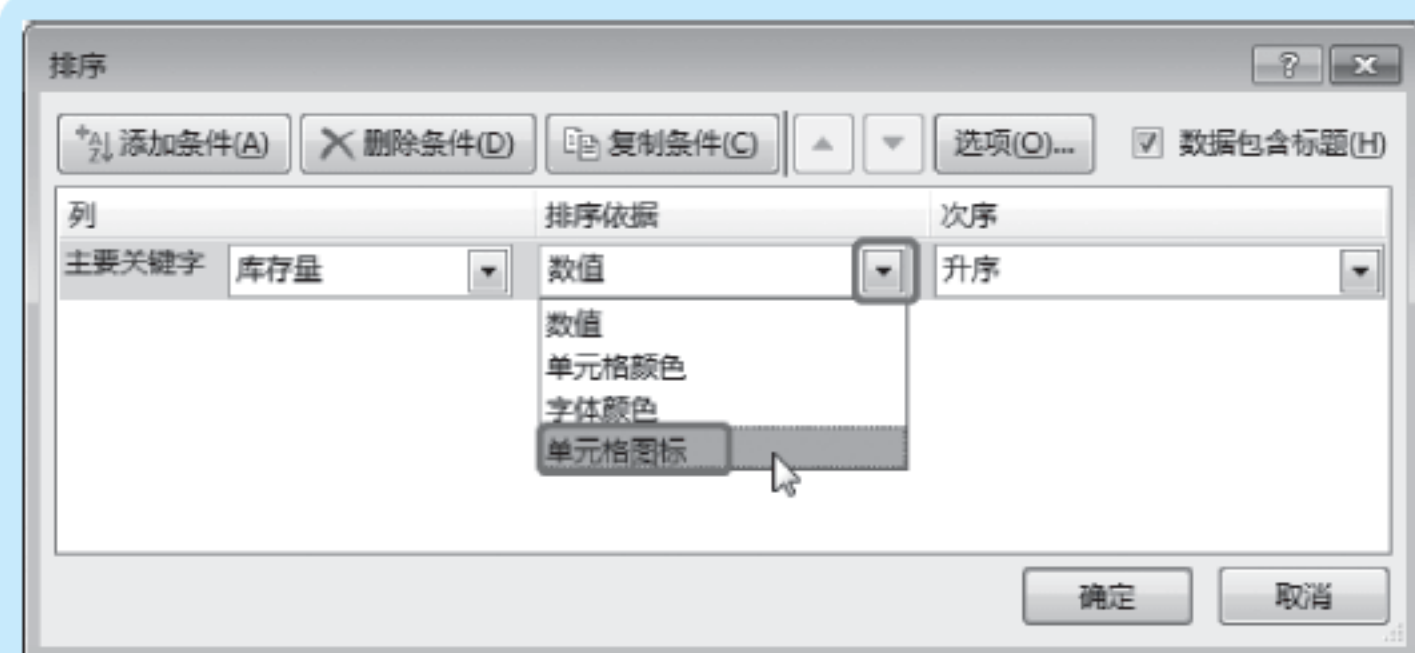 排序
添加条件(A) 删除条件(D) 复制条件(C) 选项(O)... 数据包含标题(H)
列 排序依据 次序
主要关键字 库存量 数值 升序
数值
单元格颜色
字体颜色
单元格图标
确定 取消